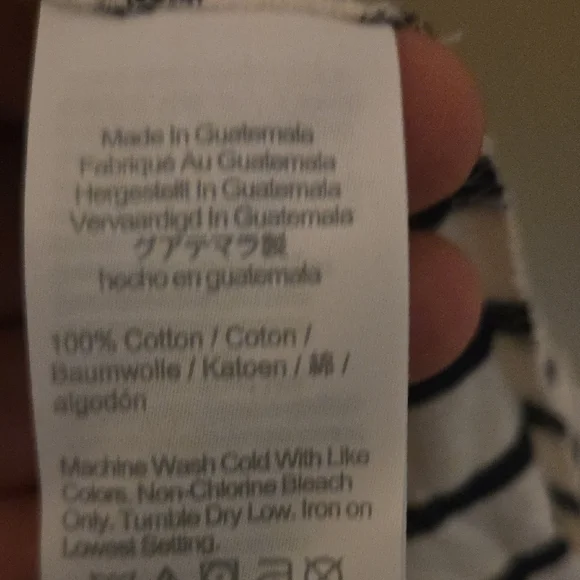 Made In Guatemala
Fabriqué Au Guatemala
Hergestellt In Guatemala
Vervaardigd In Guatemala
グアテマラ製
hecho en guatemala
100% Cotton / Coton /
Baumwolle / Katoen / 綿 /
algodón
Machine Wash Cold With Like
Colors. Non-Chlorine Bleach
Only. Tumble Dry Low. Iron on
Lowest Setting.